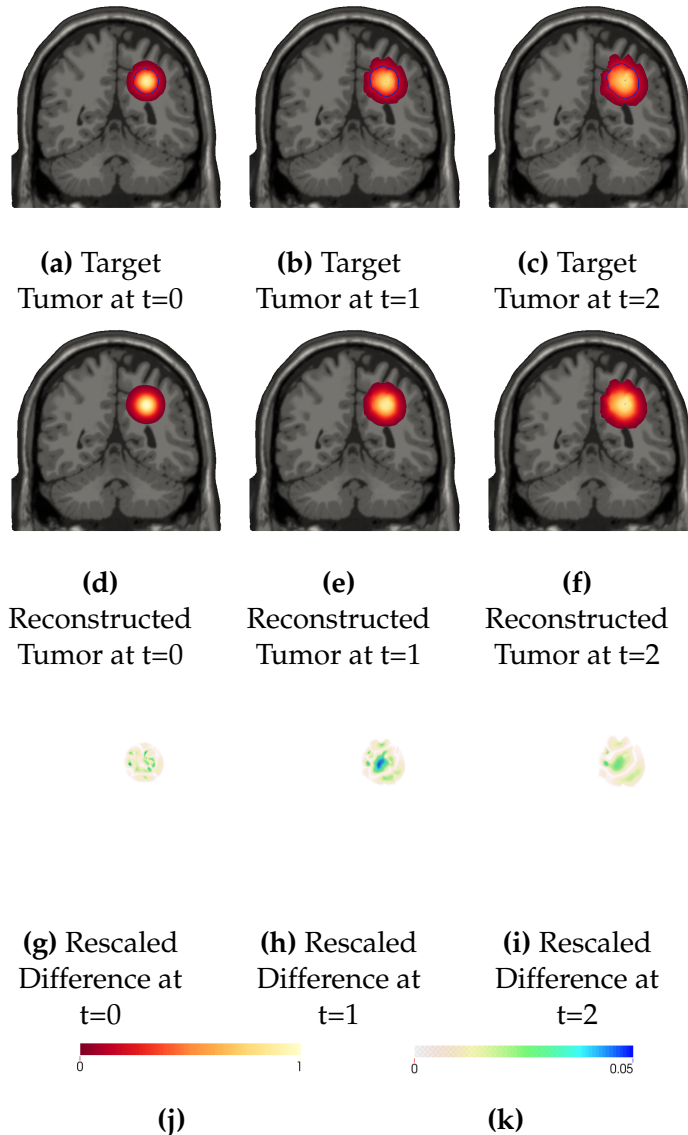 (a) Target
Tumor at t=0
(b) Target
Tumor at t=1
(c) Target
Tumor at t=2
(d)
Reconstructed
Tumor at t=0
(e)
Reconstructed
Tumor at t=1
(f)
Reconstructed
Tumor at t=2
(g) Rescaled
Difference at
t=0
(h) Rescaled
Difference at
t=1
(i) Rescaled
Difference at
t=2
0 1
(j)
0 0.05
(k)